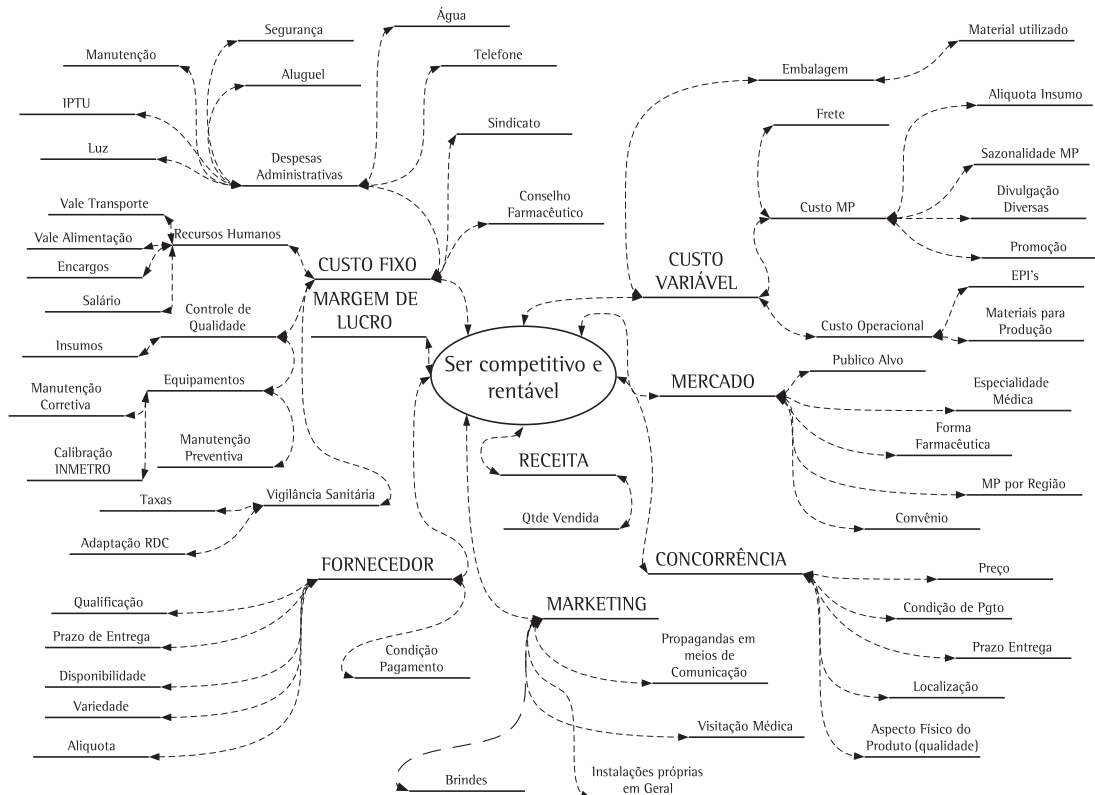 Água
Segurança
Manutenção
Telefone
Aluguel
IPTU
Luz
Despesas
Administrativas
Sindicato
Conselho
Farmacêutico
Vale Transporte
Vale Alimentação
Recursos Humanos
Encargos
Salário
CUSTO FIXO
MARGEM DE
LUCRO
Controle de
Qualidade
Insumos
Equipamentos
Manutenção
Corretiva
Manutenção
Preventiva
Calibração
INMETRO
Taxas
Vigilância Sanitária
Adaptação RDC
Ser competitivo e
rentável
Material utilizado
Embalagem
Aliquota Insumo
Frete
Sazonalidade MP
Divulgação
Diversas
Custo MP
Promoção
CUSTO
VARIÁVEL
EPI's
Custo Operacional
Materiais para
Produção
Publico Alvo
MERCADO
Especialidade
Médica
Forma
Farmacêutica
MP por Região
Convênio
RECEITA
Qtde Vendida
CONCORRÊNCIA
Preço
Condição de Pgto
Prazo Entrega
Localização
Aspecto Físico do
Produto (qualidade)
FORNECEDOR
Qualificação
Prazo de Entrega
Disponibilidade
Variedade
Aliquota
Condição
Pagamento
MARKETING
Propagandas em
meios de
Comunicação
Visitação Médica
Brindes
Instalações próprias
em Geral